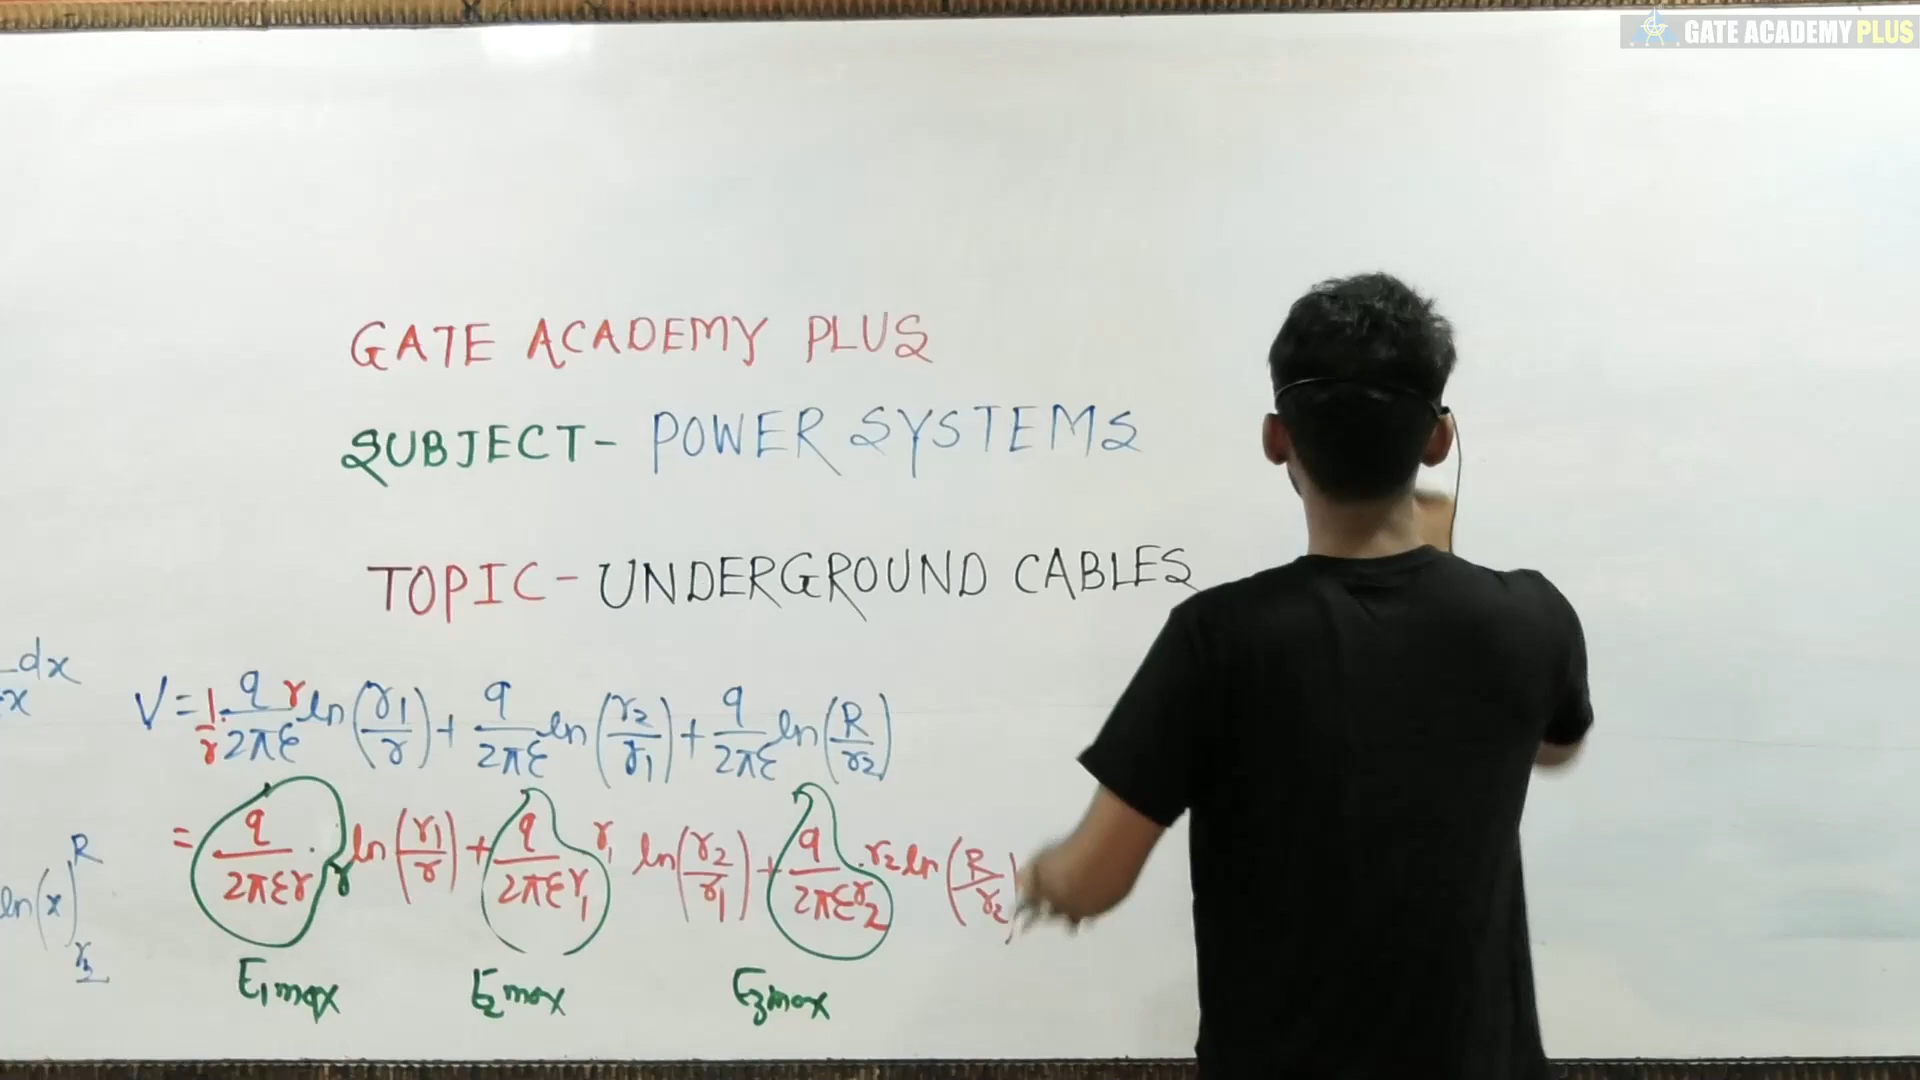 GATE ACADEMY PLUS
GATE ACADEMY PLUS
SUBJECT- POWER SYSTEMS
TOPIC- UNDERGROUND CABLES
dx
x
V = 1/r · q r/2πε ln(r1/r) + q/2πε ln(r2/r1) + q/2πε ln(R/r2)
= q/2πεr · r ln(r1/r) + q/2πεr1 r1 ln(r2/r1) + q/2πεr2 · r2 ln(R/r2)
ln(x) R r2
E1max E2max E3max